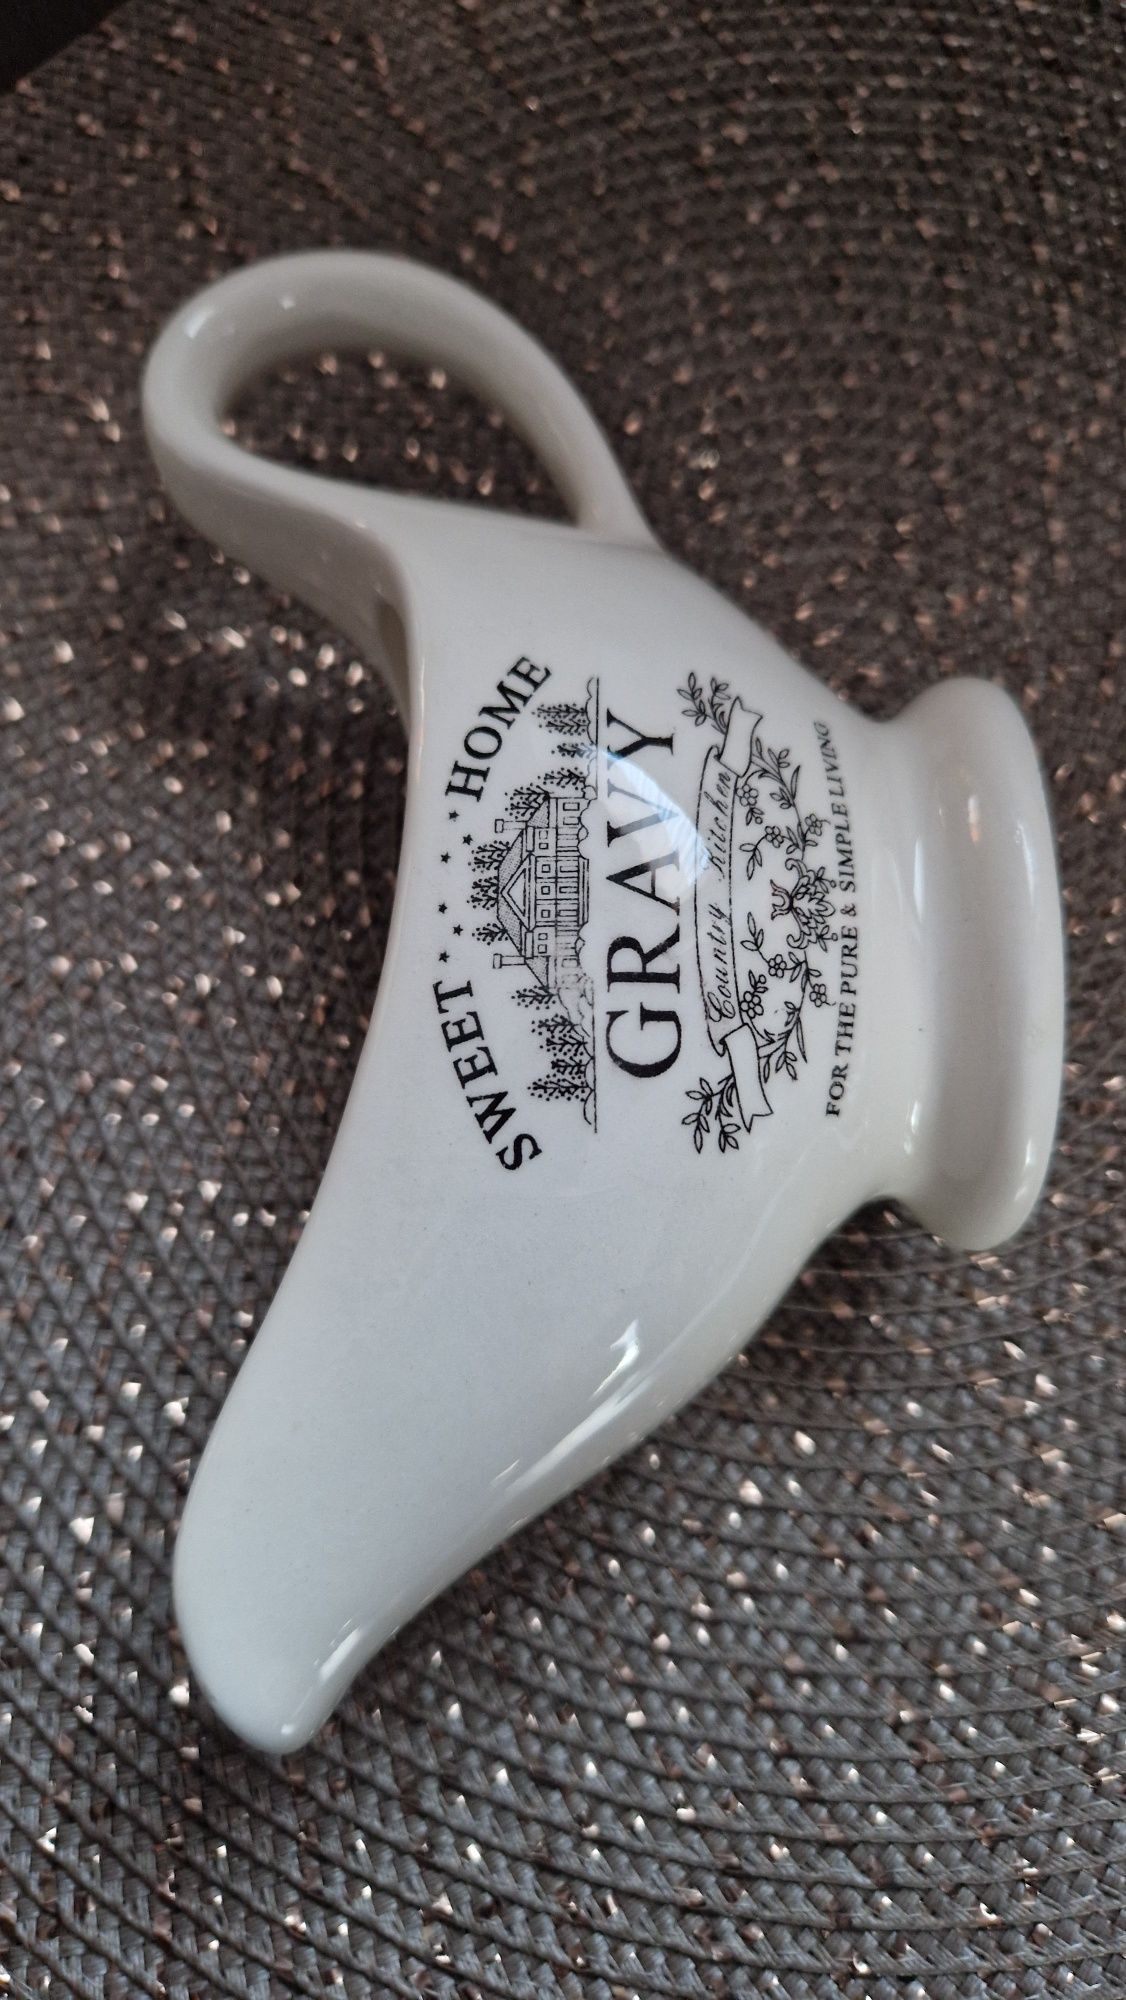 SWEET HOME
GRAVY
Country Kitchen
FOR THE PURE & SIMPLE LIVING